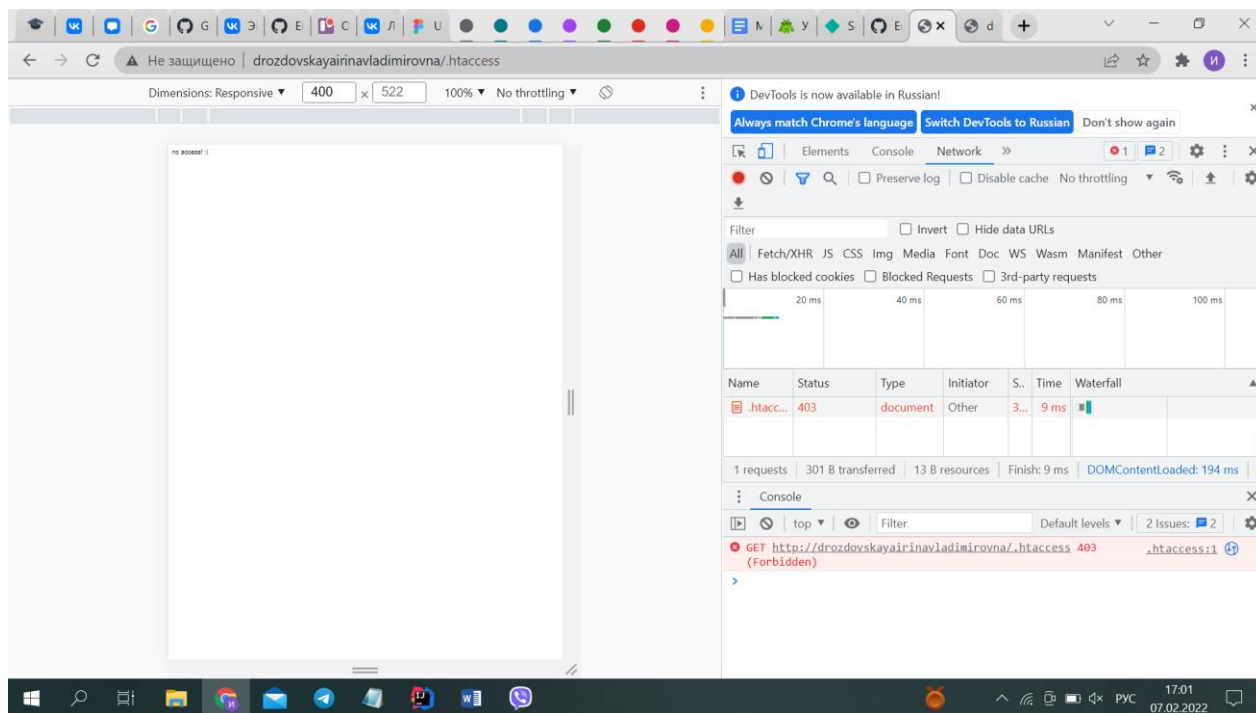 G
э
Е
С
Л
U
М
У
S
Е
d
Не защищено | drozdovskayairinavladimirovna/.htaccess
И
Dimensions: Responsive ▼ 400 x 522 100% ▼ No throttling ▼
no access! :(
DevTools is now available in Russian!
Always match Chrome's language Switch DevTools to Russian Don't show again
Elements Console Network » 1 2
Preserve log Disable cache No throttling ▼
Filter Invert Hide data URLs
All Fetch/XHR JS CSS Img Media Font Doc WS Wasm Manifest Other
Has blocked cookies Blocked Requests 3rd-party requests
20 ms 40 ms 60 ms 80 ms 100 ms
Name Status Type Initiator S.. Time Waterfall
.htacc... 403 document Other 3... 9 ms
1 requests 301 B transferred 13 B resources Finish: 9 ms DOMContentLoaded: 194 ms
Console
top ▼ Filter Default levels ▼ 2 Issues: 2
GET http://drozdovskayairinavladimirovna/.htaccess 403 .htaccess:1
(Forbidden)
РУС 17:01
07.02.2022